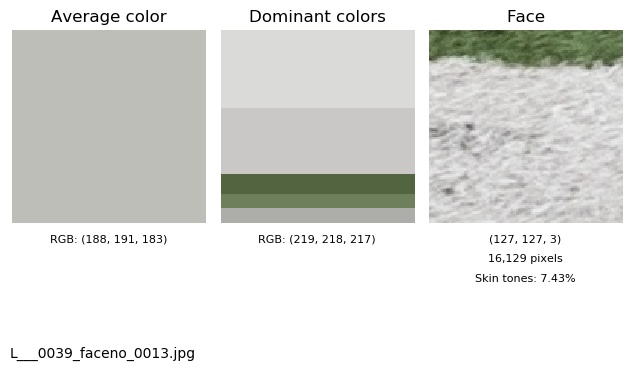 Average color
Dominant colors
Face
RGB: (188, 191, 183)
RGB: (219, 218, 217)
(127, 127, 3)
16,129 pixels
Skin tones: 7.43%
L___0039_faceno_0013.jpg